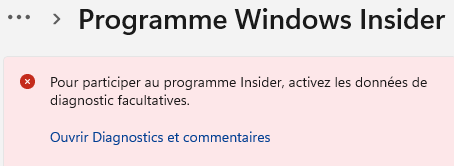 ... > Programme Windows Insider
Pour participer au programme Insider, activez les données de
diagnostic facultatives.
Ouvrir Diagnostics et commentaires